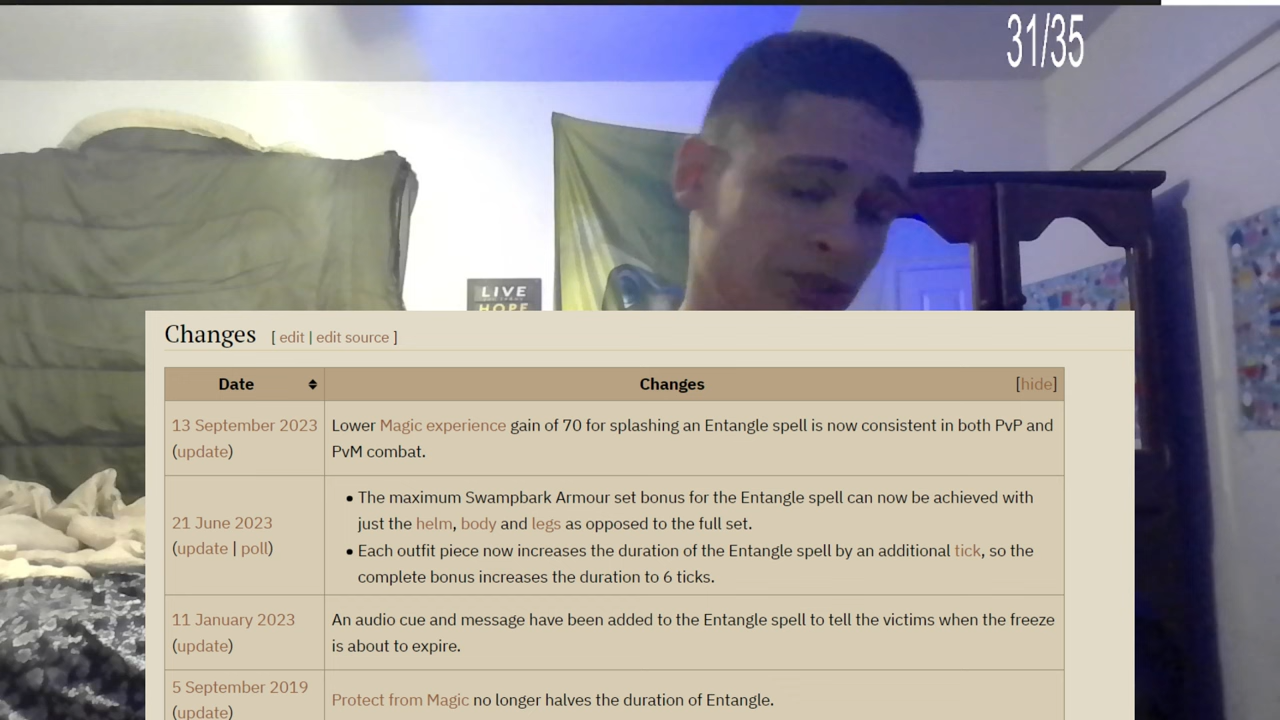 31/35
LIVE
HOPE
Changes [ edit | edit source ]
Date Changes [hide]
13 September 2023 Lower Magic experience gain of 70 for splashing an Entangle spell is now consistent in both PvP and
(update) PvM combat.
• The maximum Swampbark Armour set bonus for the Entangle spell can now be achieved with
21 June 2023 just the helm, body and legs as opposed to the full set.
(update | poll) • Each outfit piece now increases the duration of the Entangle spell by an additional tick, so the
complete bonus increases the duration to 6 ticks.
11 January 2023 An audio cue and message have been added to the Entangle spell to tell the victims when the freeze
(update) is about to expire.
5 September 2019 Protect from Magic no longer halves the duration of Entangle.
(update)